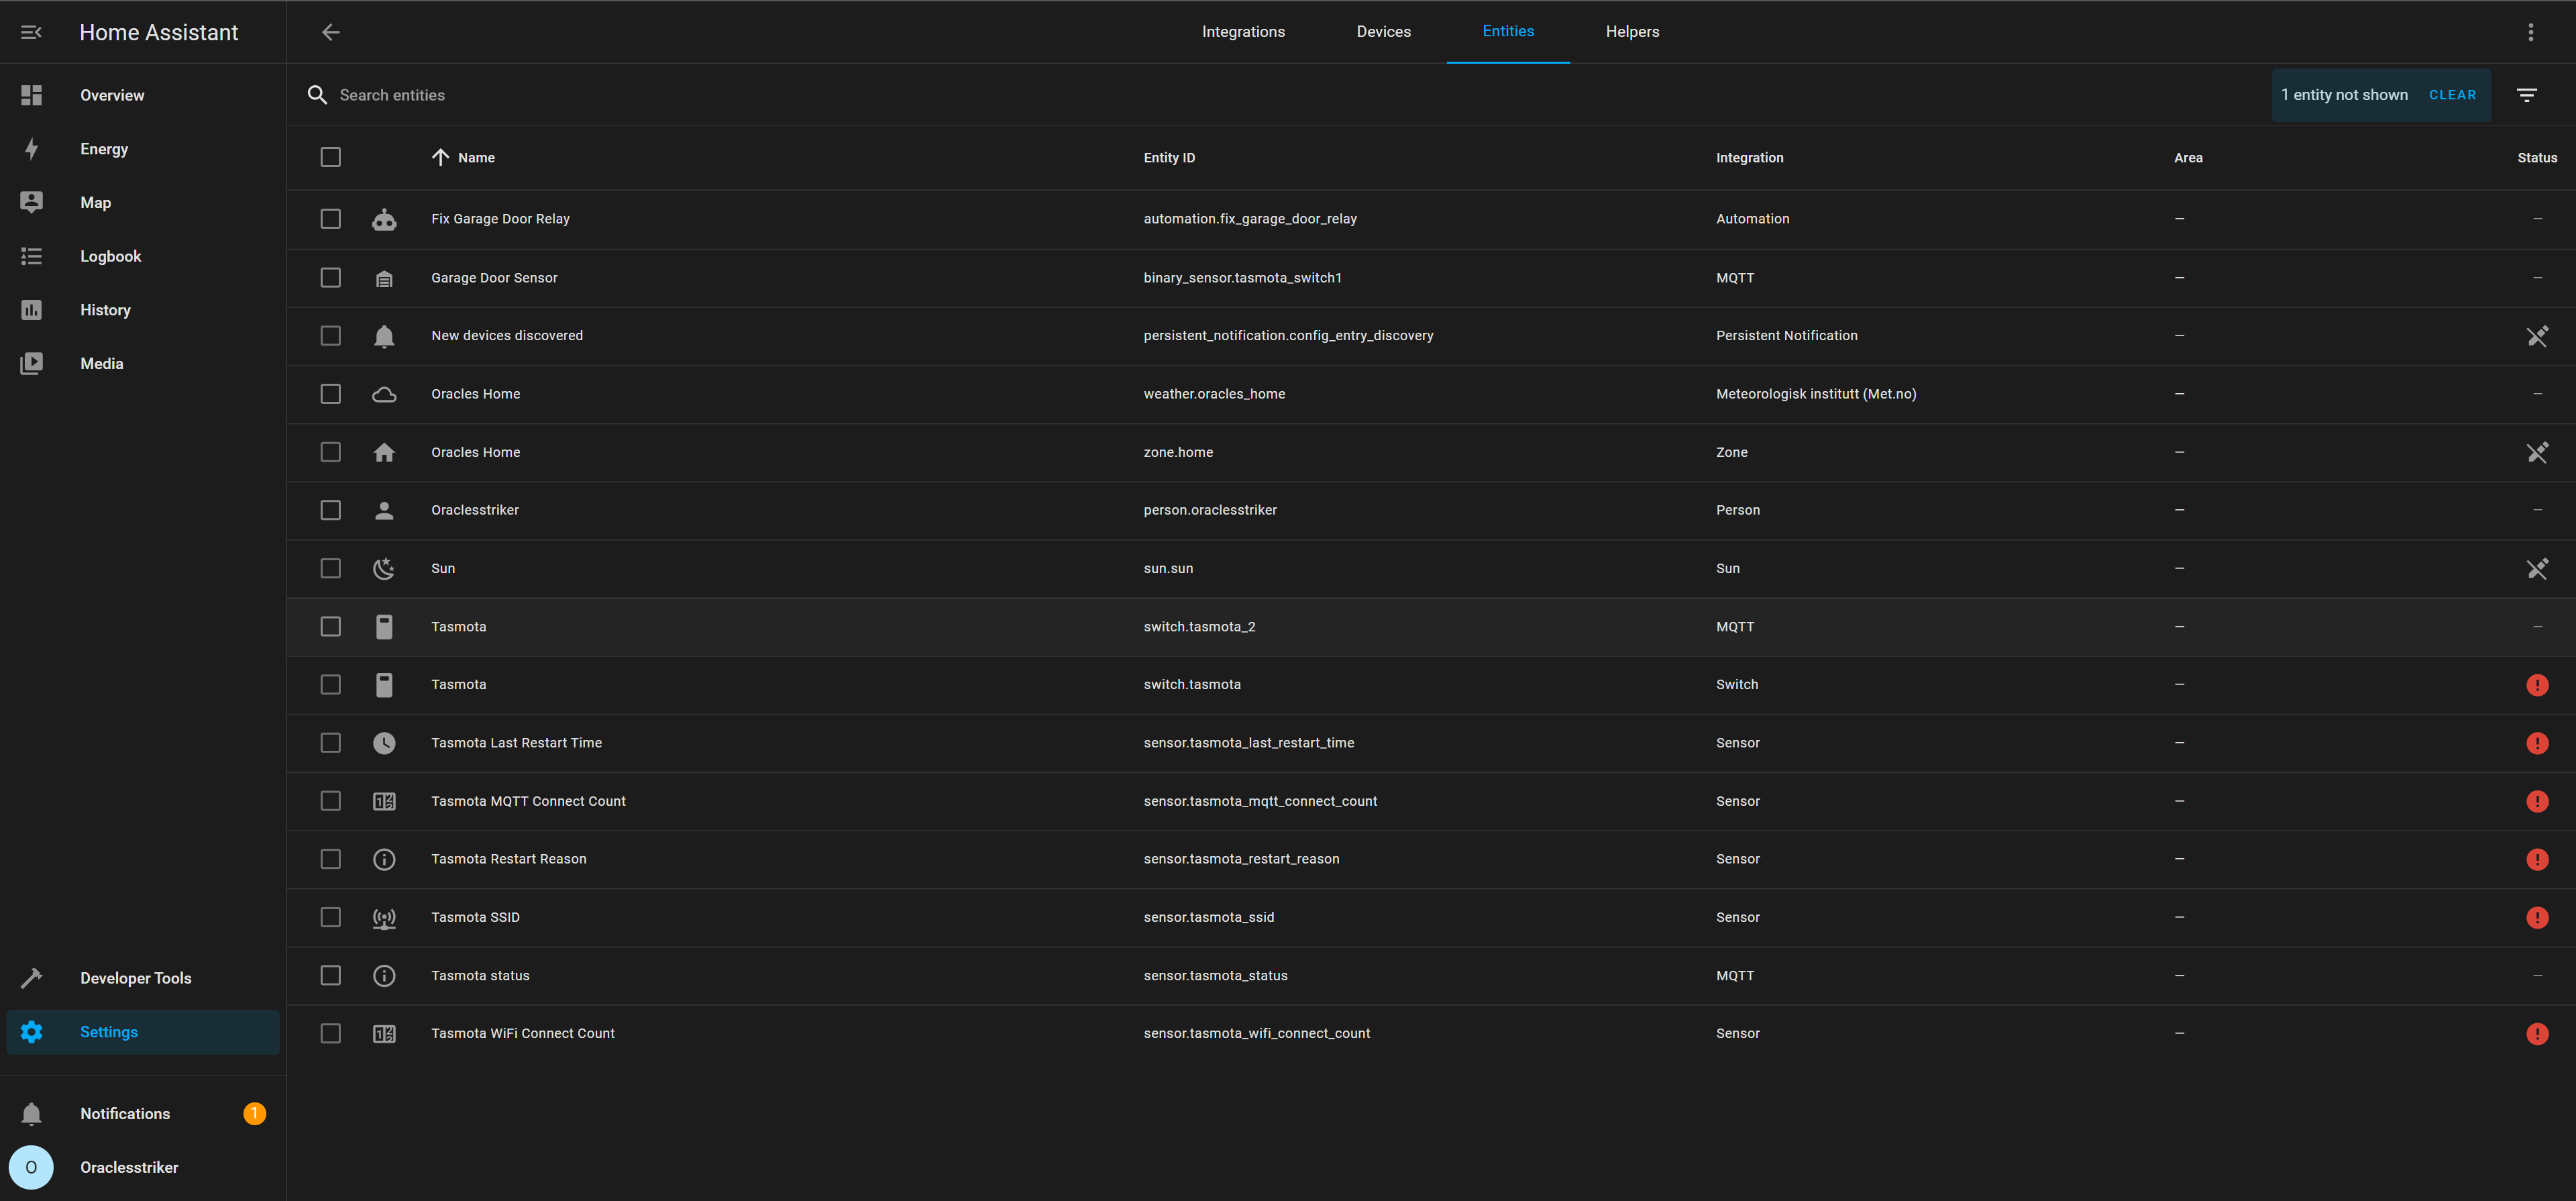 Home Assistant
Integrations Devices Entities Helpers
Overview
Energy
Map
Logbook
History
Media
Developer Tools
Settings
Notifications 1
O Oraclesstriker
Search entities 1 entity not shown CLEAR
Name Entity ID Integration Area Status
Fix Garage Door Relay automation.fix_garage_door_relay Automation — —
Garage Door Sensor binary_sensor.tasmota_switch1 MQTT — —
New devices discovered persistent_notification.config_entry_discovery Persistent Notification —
Oracles Home weather.oracles_home Meteorologisk institutt (Met.no) — —
Oracles Home zone.home Zone —
Oraclesstriker person.oraclesstriker Person — —
Sun sun.sun Sun —
Tasmota switch.tasmota_2 MQTT — —
Tasmota switch.tasmota Switch —
Tasmota Last Restart Time sensor.tasmota_last_restart_time Sensor —
Tasmota MQTT Connect Count sensor.tasmota_mqtt_connect_count Sensor —
Tasmota Restart Reason sensor.tasmota_restart_reason Sensor —
Tasmota SSID sensor.tasmota_ssid Sensor —
Tasmota status sensor.tasmota_status MQTT — —
Tasmota WiFi Connect Count sensor.tasmota_wifi_connect_count Sensor —